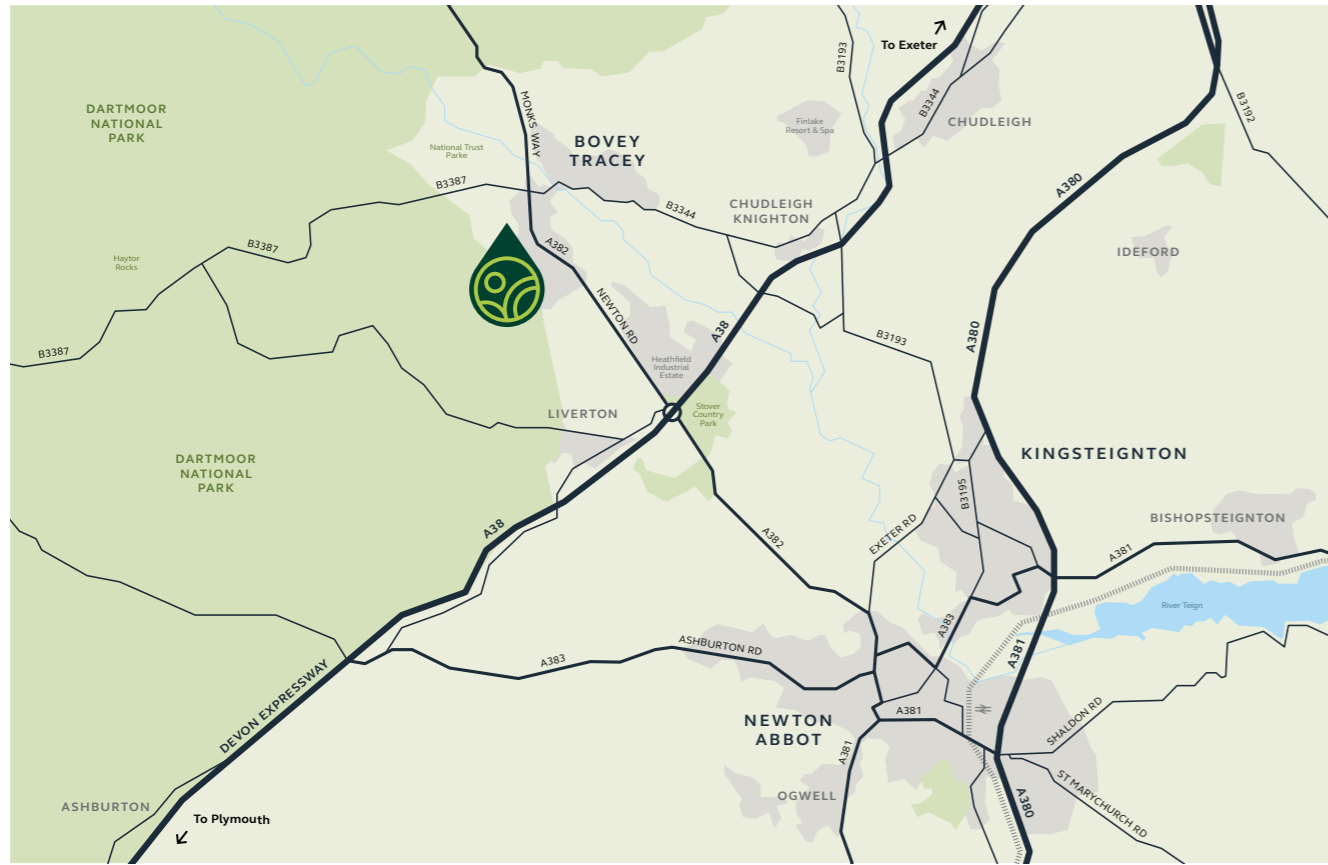 To Exeter
B3193
B3344
DARTMOOR
NATIONAL
PARK
MONKS WAY
Finlake
Resort & Spa
CHUDLEIGH
B3192
BOVEY
TRACEY
National Trust
Parke
B3387
A380
CHUDLEIGH
KNIGHTON
B3344
B3387
A382
IDEFORD
Haytor
Rocks
NEWTON RD
A38
B3193
A380
B3387
Heathfield
Industrial
Estate
LIVERTON
Stover
Country
Park
KINGSTEIGNTON
DARTMOOR
NATIONAL
PARK
B3195
BISHOPSTEIGNTON
A38
A382
EXETER RD
A381
River Teign
A383
ASHBURTON RD
A383
A381
DEVON EXPRESSWAY
NEWTON
ABBOT
A381
SHALDON RD
A381
OGWELL
A380
ST MARYCHURCH RD
ASHBURTON
To Plymouth